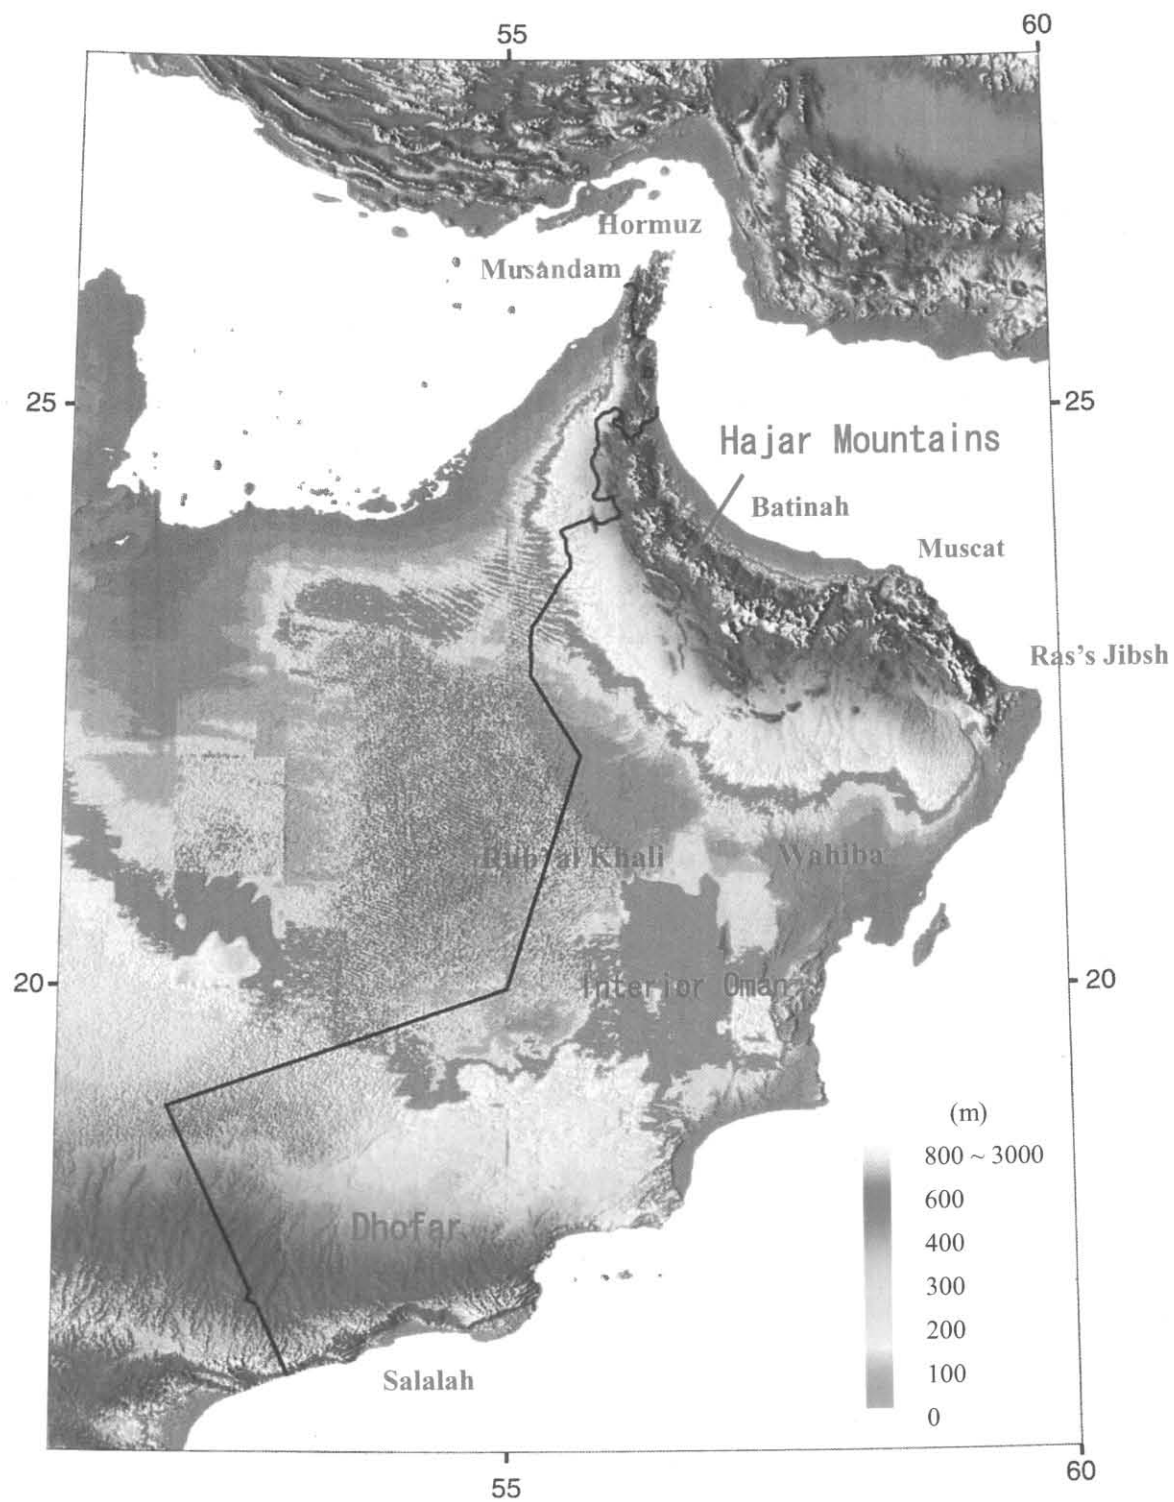 55
60
Hormuz
Musandam
25
25
Hajar Mountains
Batinah
Muscat
Ras's Jibsh
Rub' al Khali
Wahiba
20
Interior Oman
20
(m)
800 ~ 3000
600
400
Dhofar
300
200
100
Salalah
0
55
60